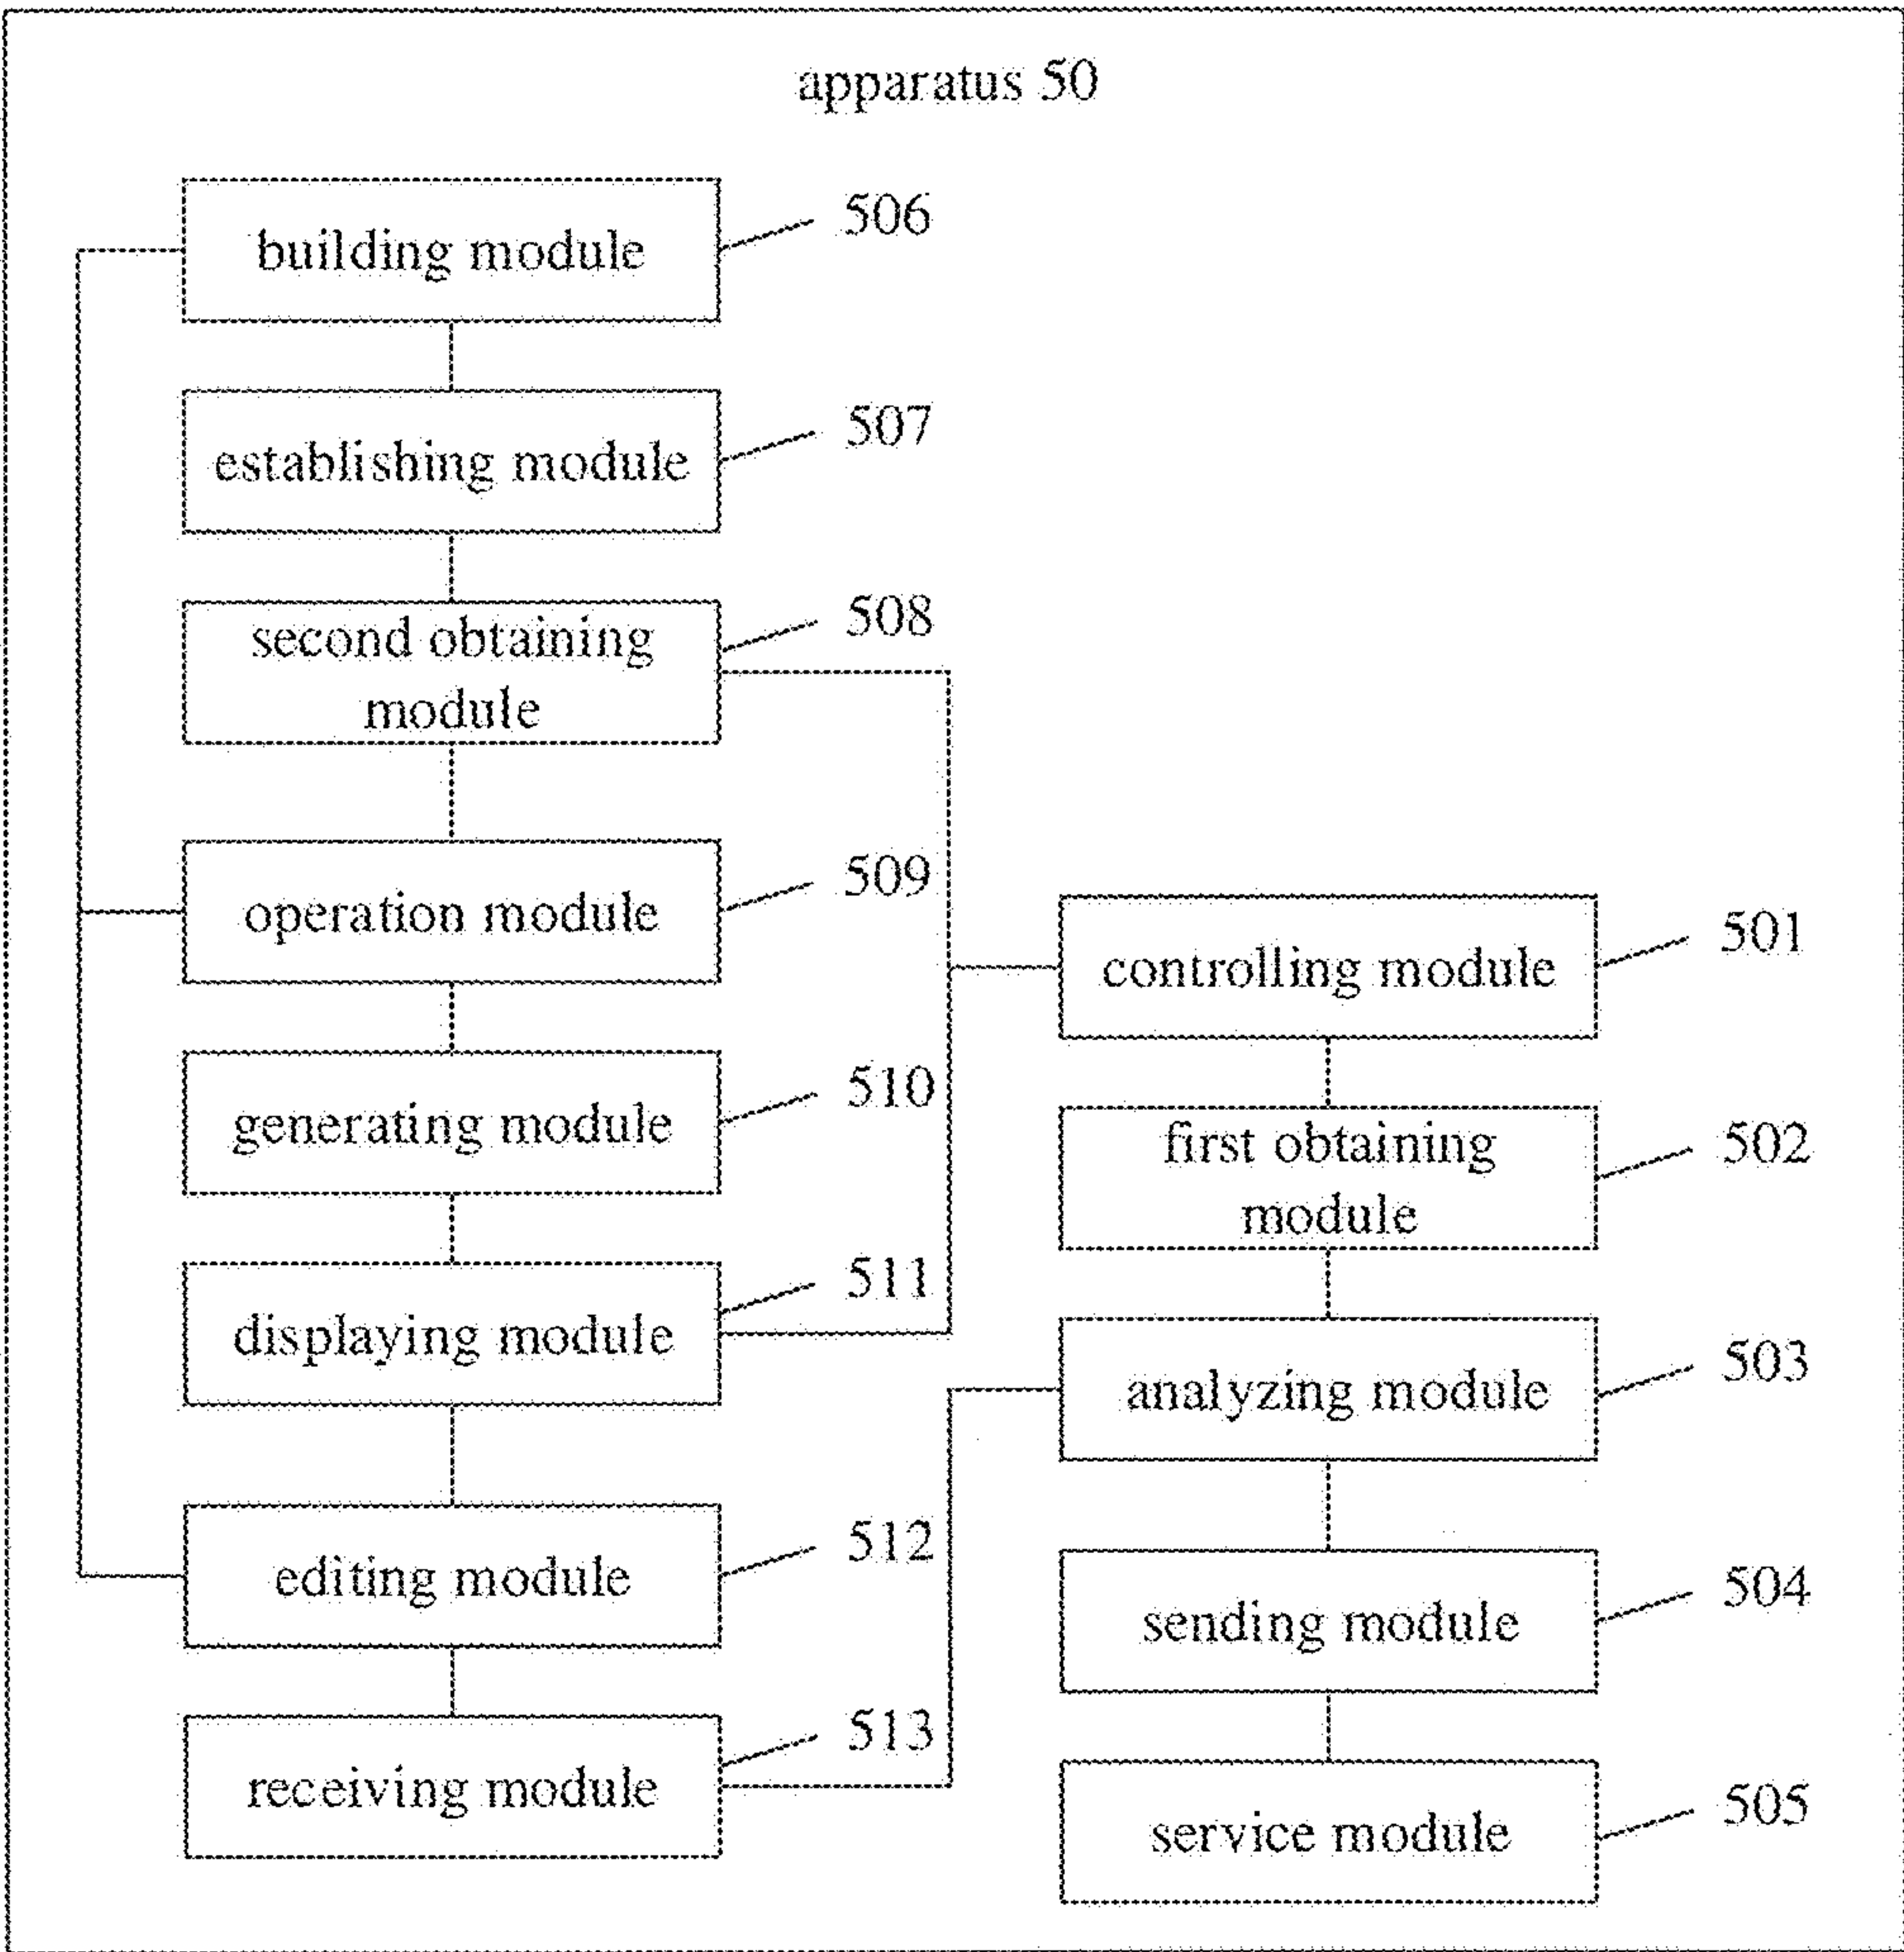 apparatus 50
building module
506
establishing module
507
second obtaining
module
508
operation module
509
generating module
510
displaying module
511
editing module
512
receiving module
513
controlling module
501
first obtaining
module
502
analyzing module
503
sending module
504
service module
505